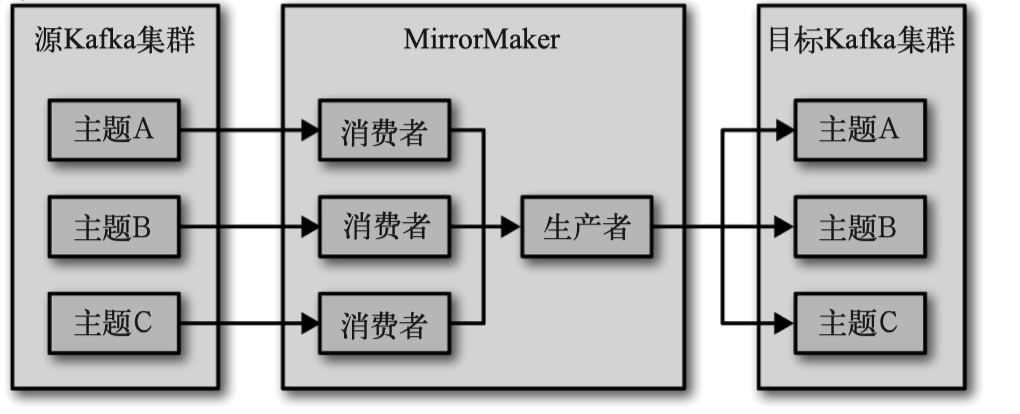 源Kafka集群
MirrorMaker
目标Kafka集群
主题A
消费者
主题A
主题B
消费者
生产者
主题B
主题C
消费者
主题C